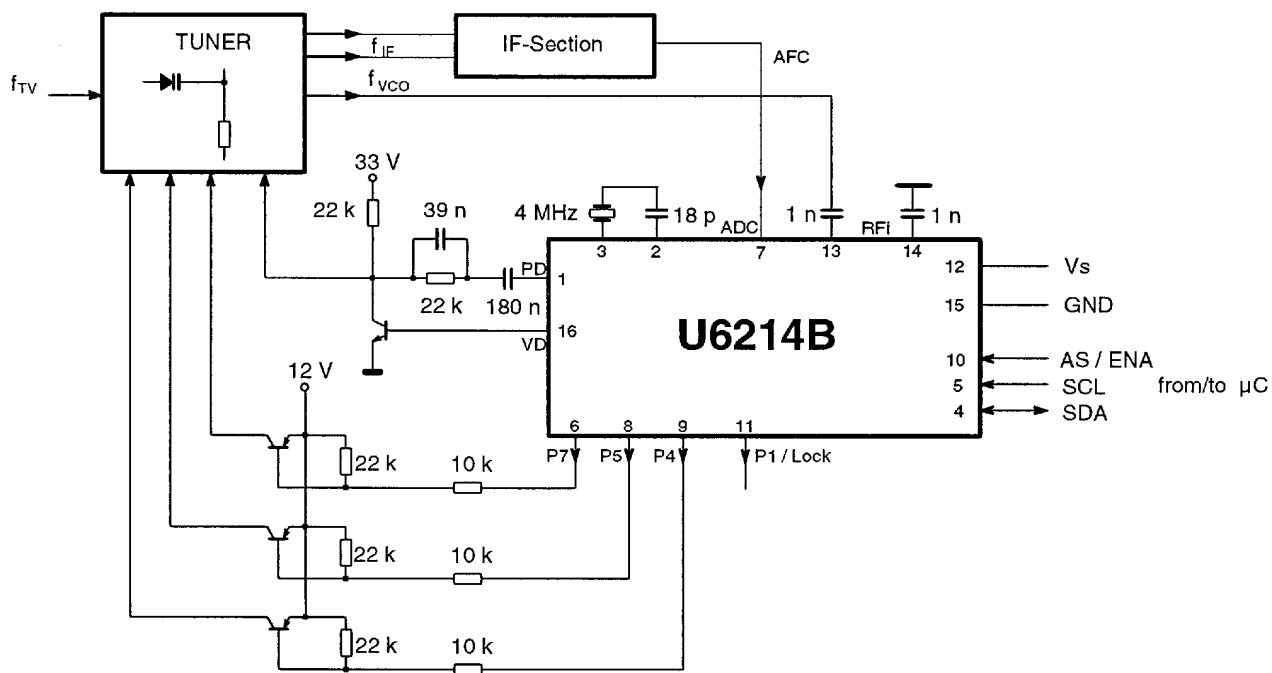 TUNER
IF-Section
f_IF
AFC
f_TV
f_VCO
33 V
22 k
39 n
4 MHz
18 p
ADC
1 n
RFi
1 n
3
2
7
13
14
PD
1
22 k
180 n
16
VD
U6214B
12
Vs
15
GND
10
AS / ENA
5
SCL
from/to µC
4
SDA
12 V
6
8
9
11
P7
P5
P4
P1 / Lock
22 k
10 k
22 k
10 k
22 k
10 k